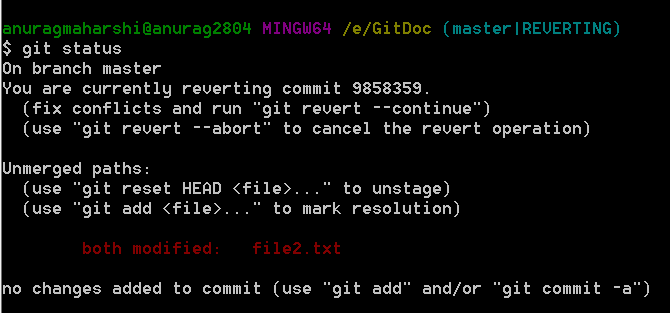 anuragmaharshi@anurag2804 MINGW64 /e/GitDoc (master|REVERTING)
$ git status
On branch master
You are currently reverting commit 9858359.
  (fix conflicts and run "git revert --continue")
  (use "git revert --abort" to cancel the revert operation)

Unmerged paths:
  (use "git reset HEAD <file>..." to unstage)
  (use "git add <file>..." to mark resolution)

        both modified:   file2.txt

no changes added to commit (use "git add" and/or "git commit -a")